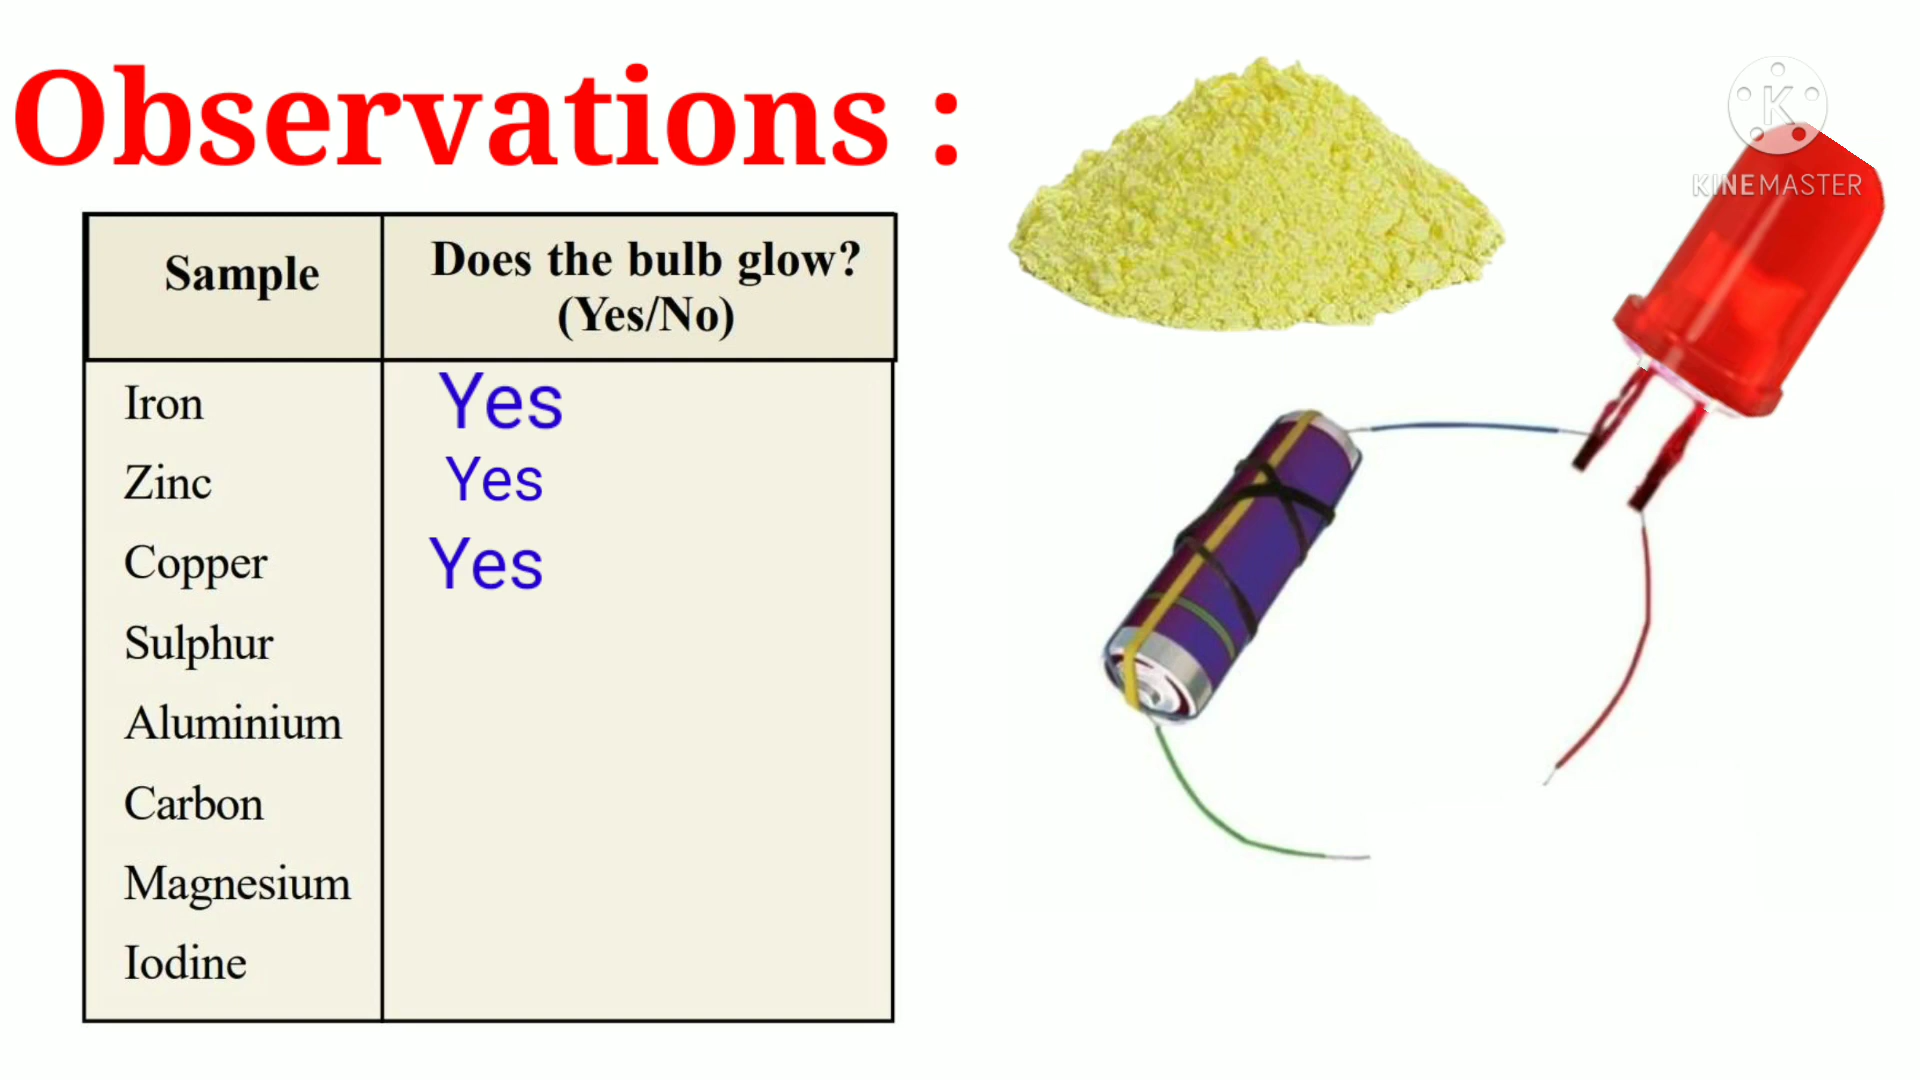 Observations :
Sample
Does the bulb glow?
(Yes/No)
Iron Yes
Zinc Yes
Copper Yes
Sulphur
Aluminium
Carbon
Magnesium
Iodine
K
KINEMASTER